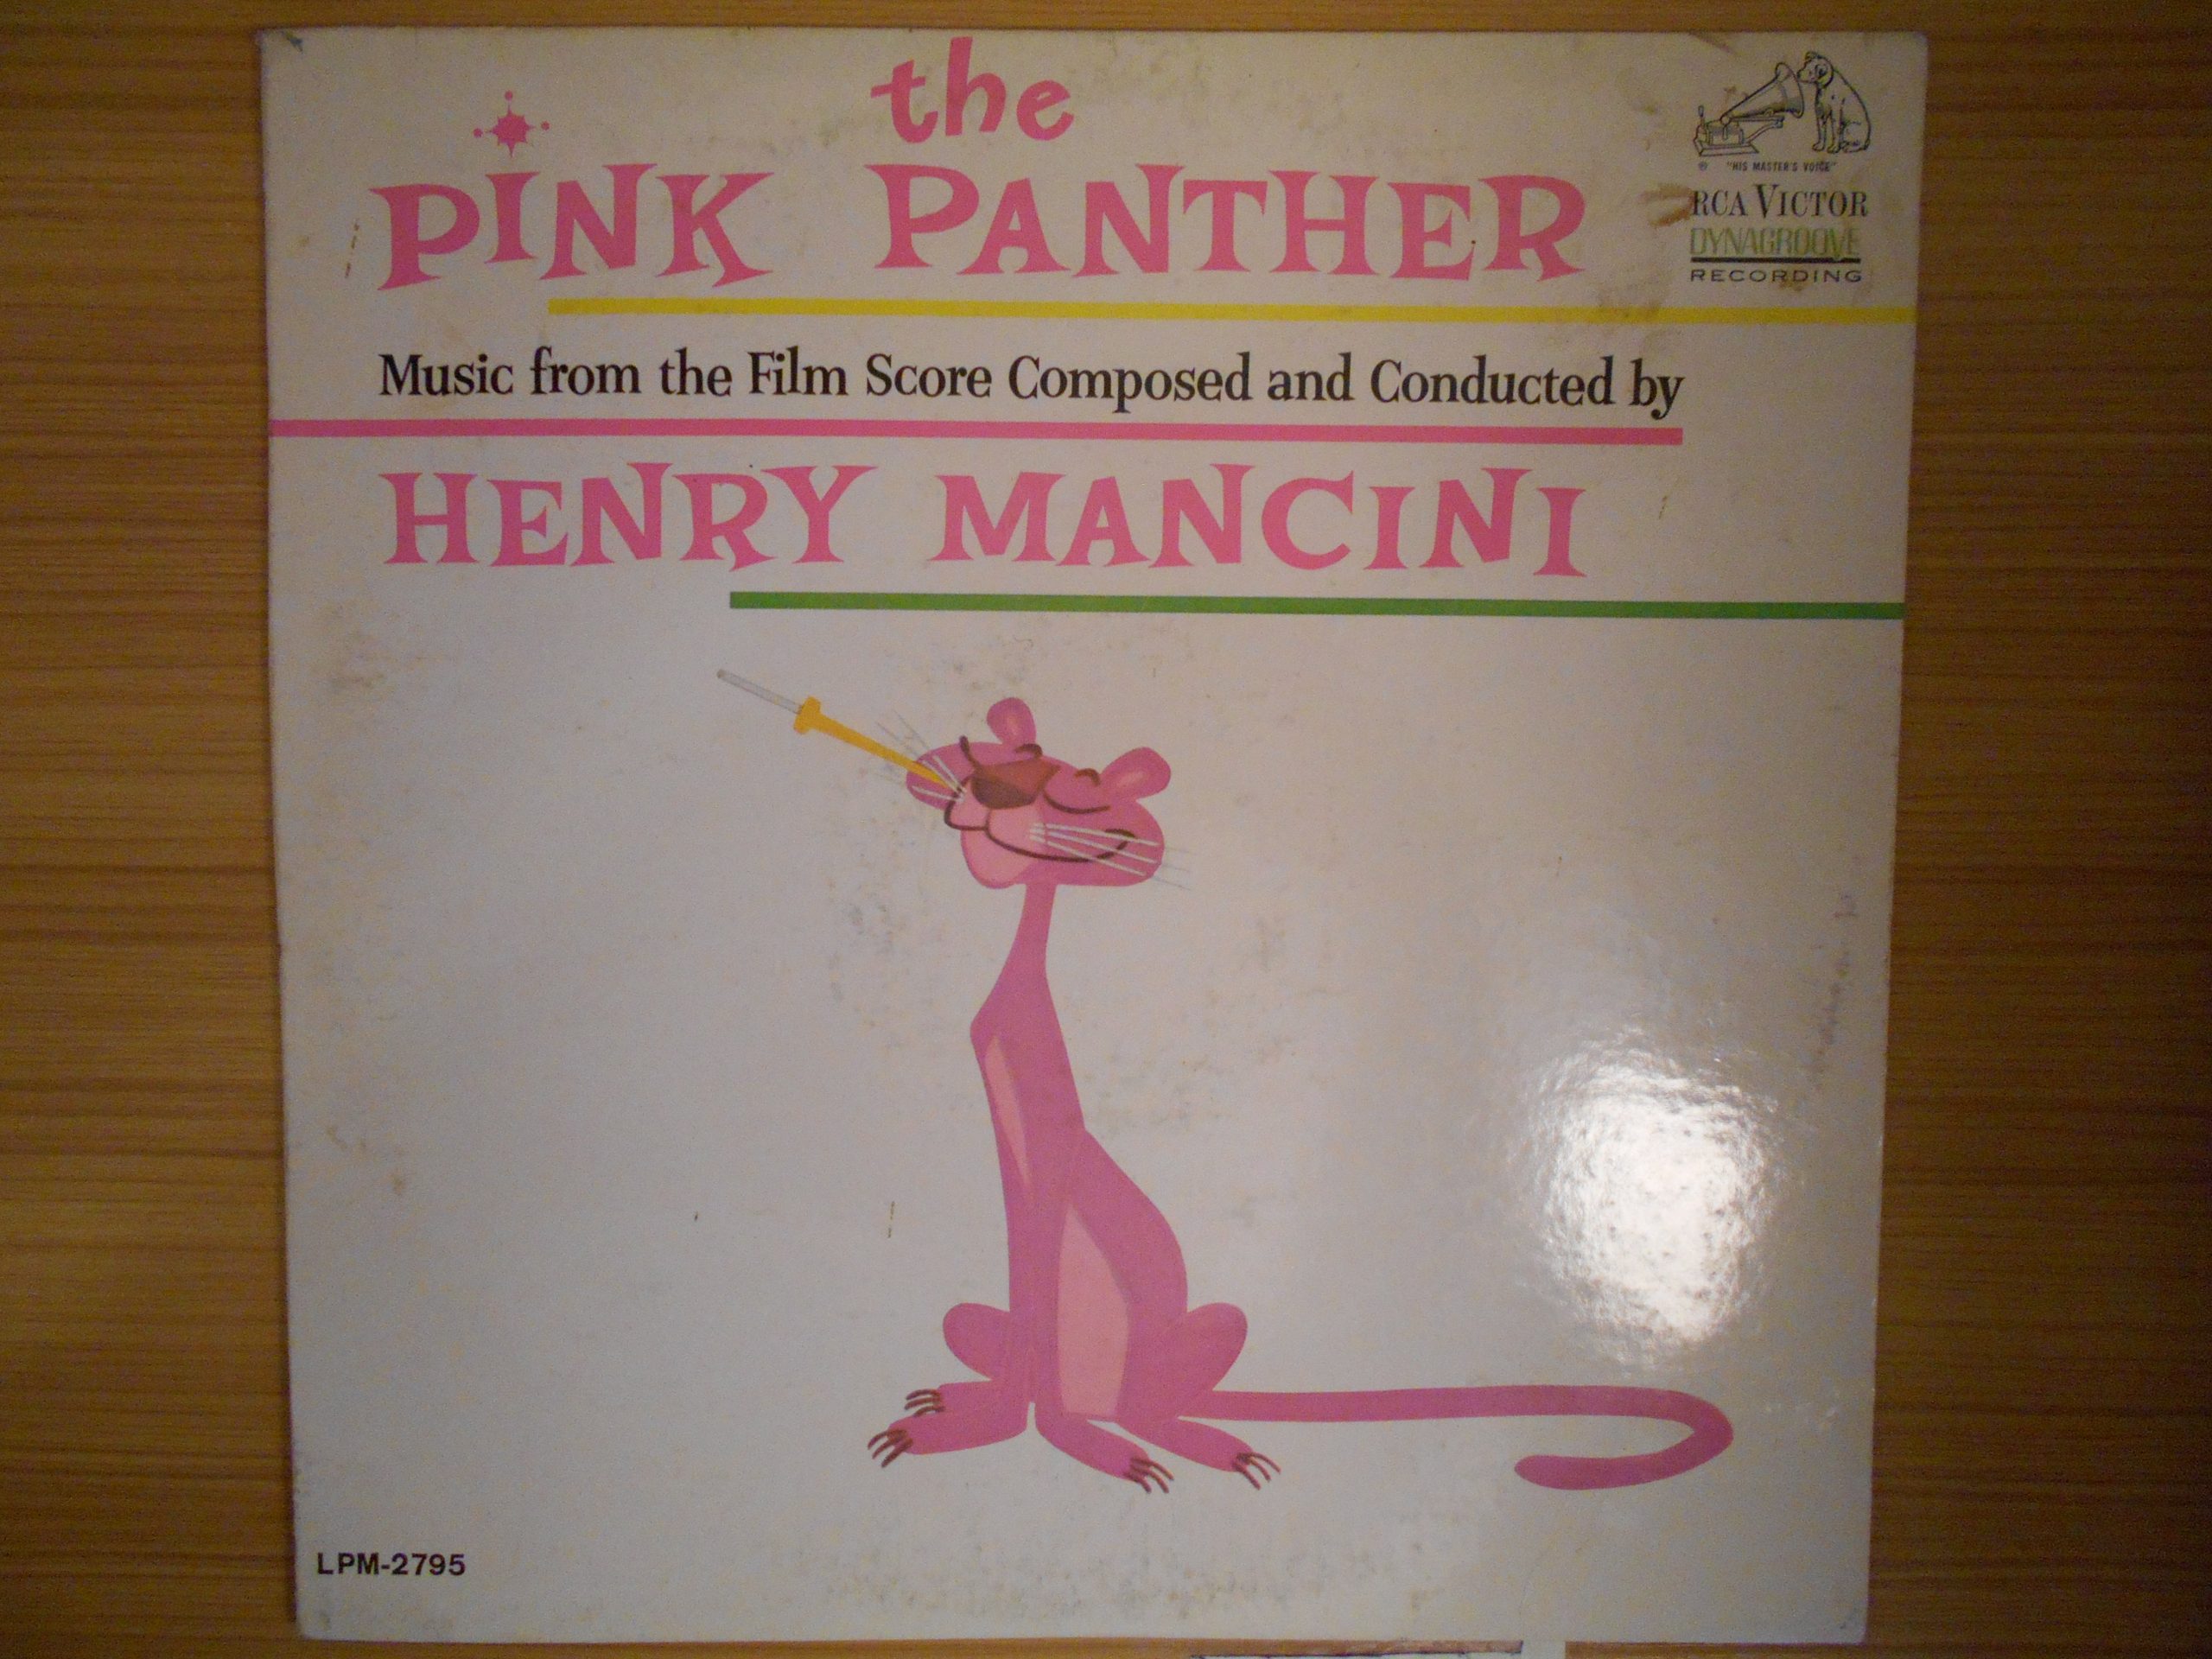 the
PINK PANTHER
® "HIS MASTER'S VOICE"
RCA VICTOR
DYNAGROOVE
RECORDING
Music from the Film Score Composed and Conducted by
HENRY MANCINI
LPM-2795